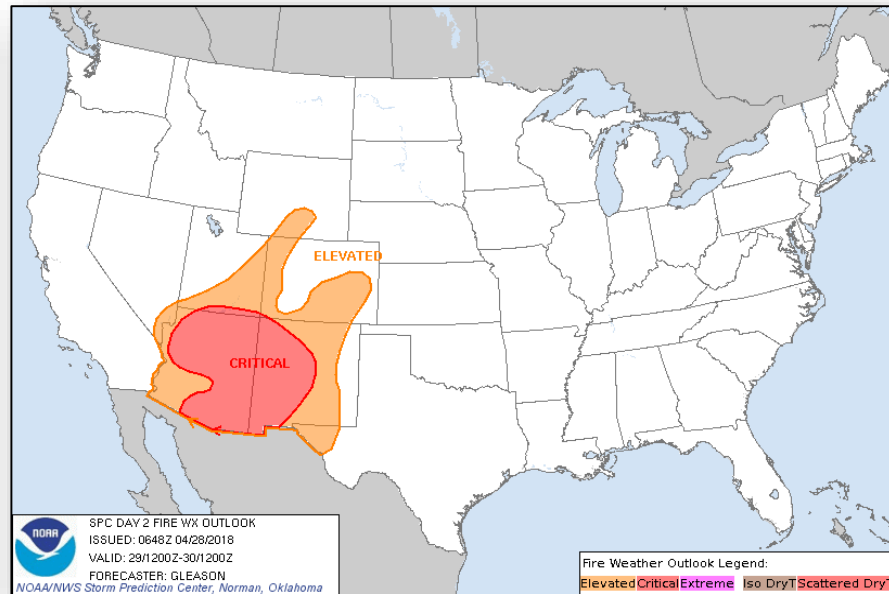 ELEVATED
CRITICAL
NOAA
SPC DAY 2 FIRE WX OUTLOOK
ISSUED: 0648Z 04/28/2018
VALID: 29/1200Z-30/1200Z
FORECASTER: GLEASON
NOAA/NWS Storm Prediction Center, Norman, Oklahoma
Fire Weather Outlook Legend:
Elevated Critical Extreme Iso DryT Scattered DryT